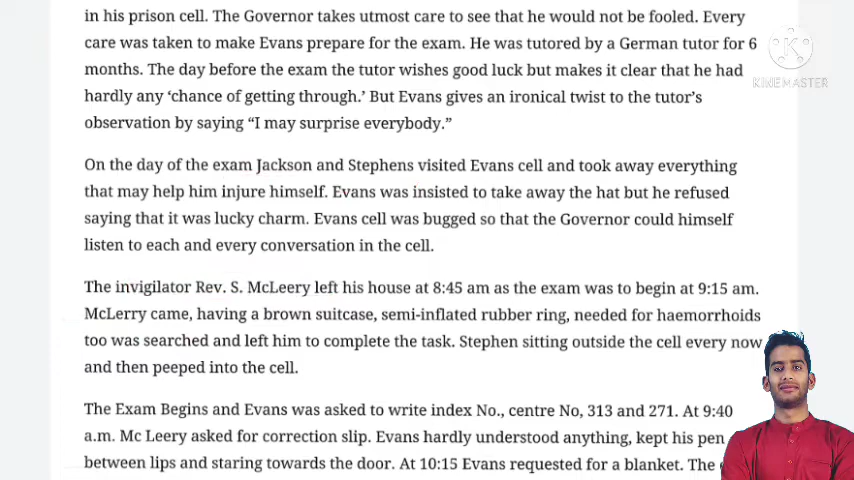 in his prison cell. The Governor takes utmost care to see that he would not be fooled. Every
care was taken to make Evans prepare for the exam. He was tutored by a German tutor for 6
months. The day before the exam the tutor wishes good luck but makes it clear that he had
hardly any ‘chance of getting through.’ But Evans gives an ironical twist to the tutor’s
observation by saying “I may surprise everybody.”
On the day of the exam Jackson and Stephens visited Evans cell and took away everything
that may help him injure himself. Evans was insisted to take away the hat but he refused
saying that it was lucky charm. Evans cell was bugged so that the Governor could himself
listen to each and every conversation in the cell.
The invigilator Rev. S. McLeery left his house at 8:45 am as the exam was to begin at 9:15 am.
McLerry came, having a brown suitcase, semi-inflated rubber ring, needed for haemorrhoids
too was searched and left him to complete the task. Stephen sitting outside the cell every now
and then peeped into the cell.
The Exam Begins and Evans was asked to write index No., centre No, 313 and 271. At 9:40
a.m. Mc Leery asked for correction slip. Evans hardly understood anything, kept his pen
between lips and staring towards the door. At 10:15 Evans requested for a blanket. The
KINEMASTER